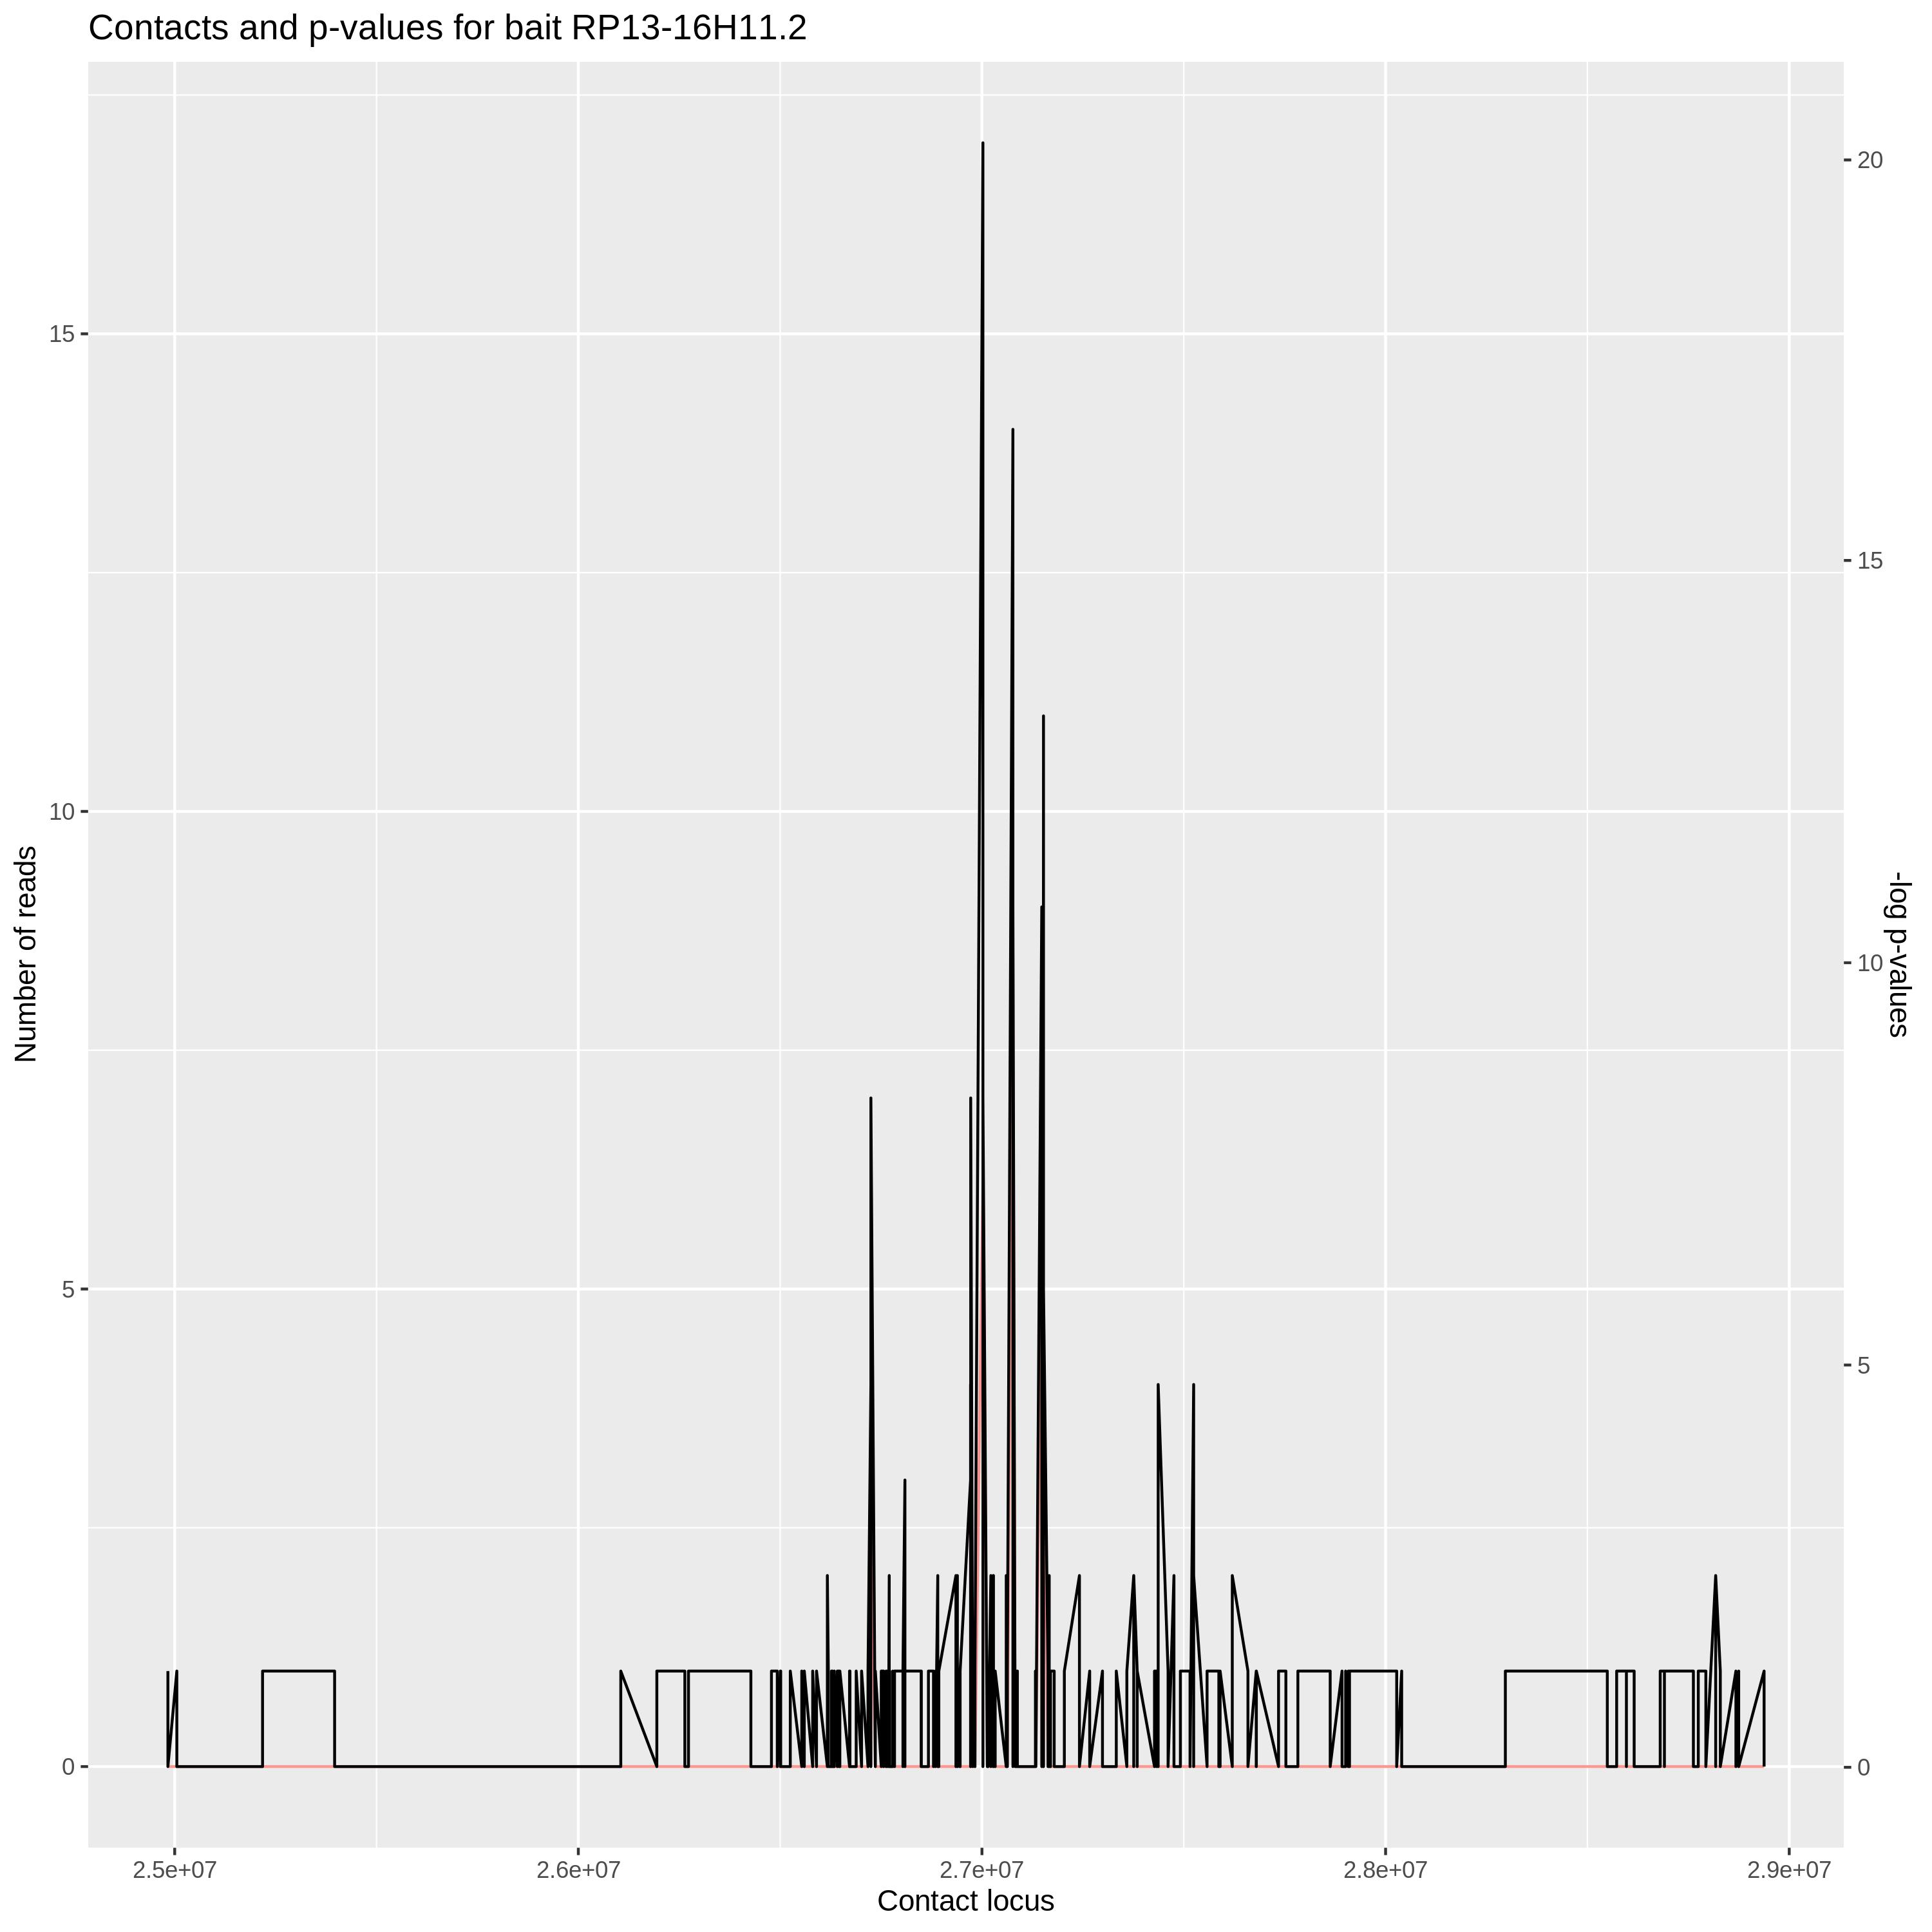 Contacts and p-values for bait RP13-16H11.2
20
15
15
10
10
5
5
0
0
Number of reads
-log p-values
2.5e+07
2.6e+07
2.7e+07
2.8e+07
2.9e+07
Contact locus